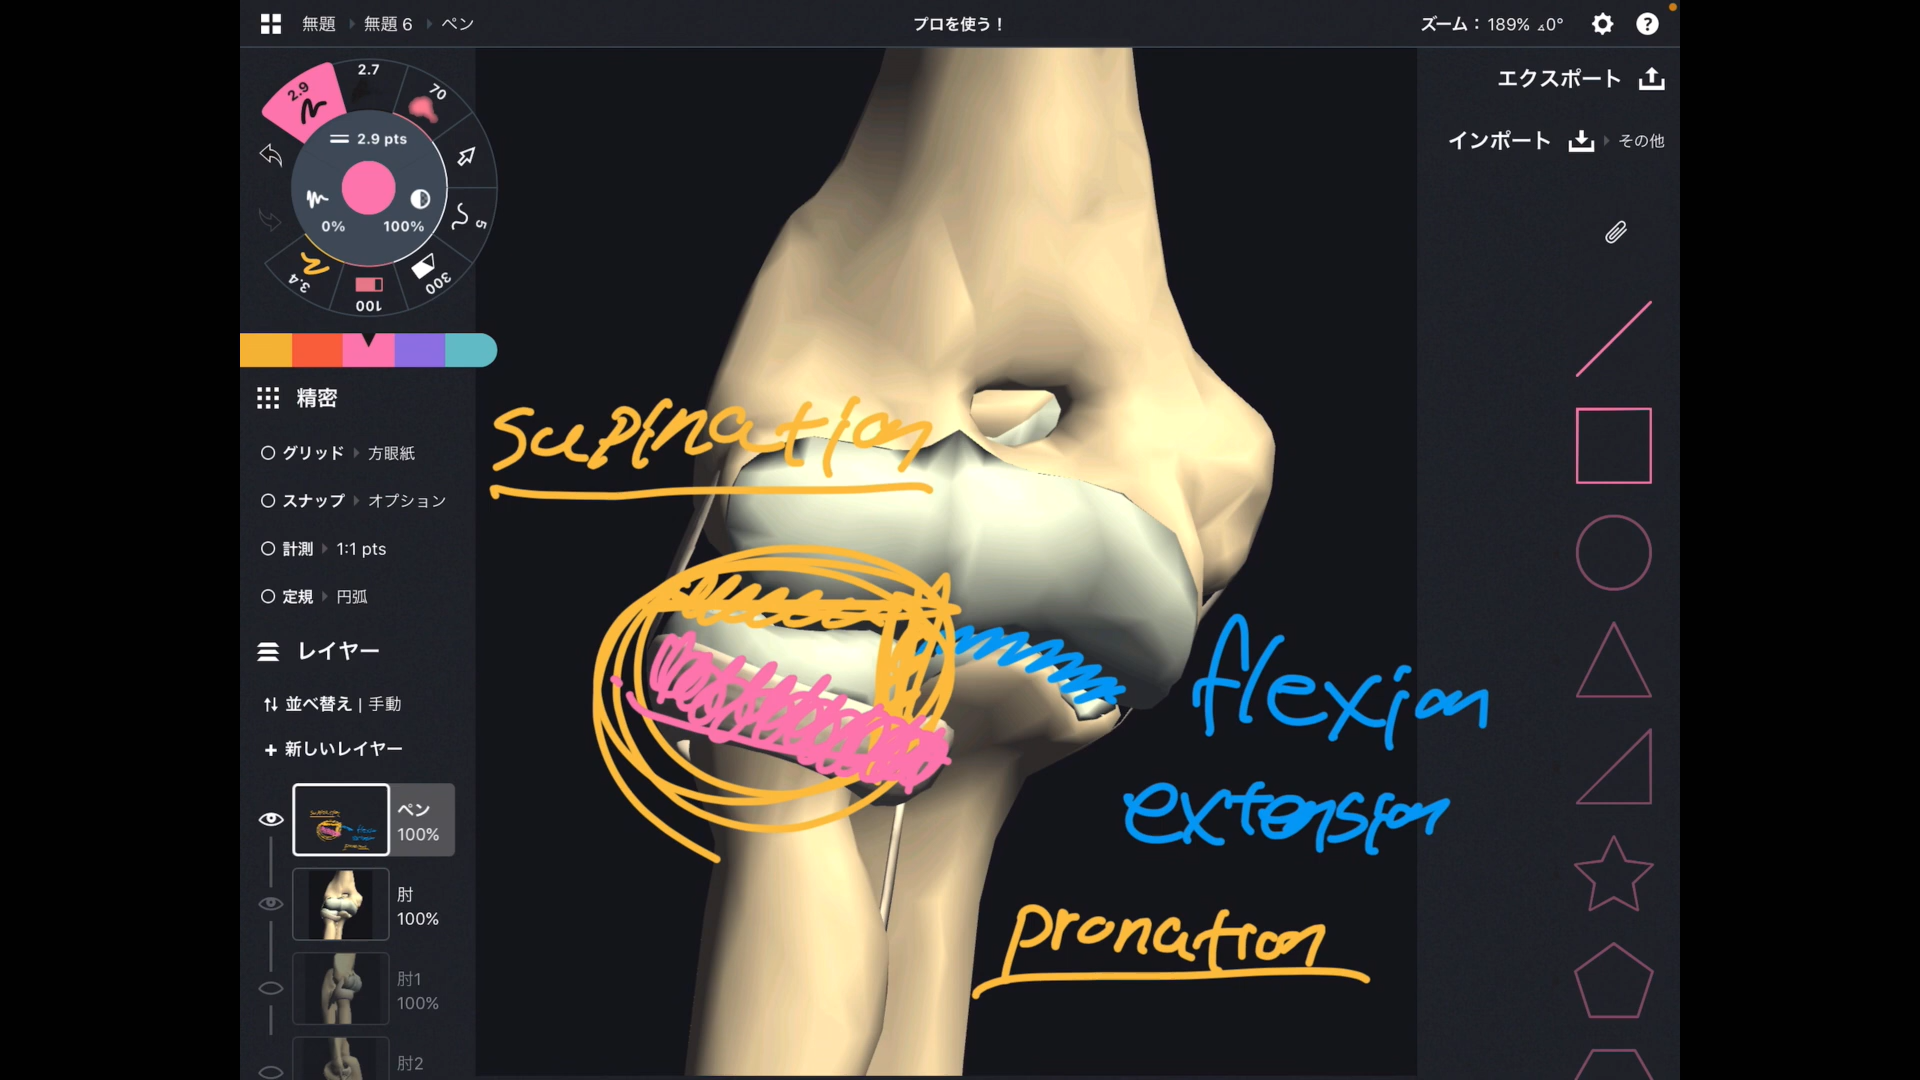 無題 無題 6 ペン
プロを使う！
ズーム： 189% ⊿0°
エクスポート
インポート その他
2.7
2.9
70
2.9 pts
0% 100%
5
3.4
100
300
精密
グリッド 方眼紙
スナップ オプション
計測 1:1 pts
定規 円弧
レイヤー
並べ替え | 手動
+ 新しいレイヤー
ペン
100%
肘
100%
肘1
100%
肘2
supination
flexion
extension
pronation